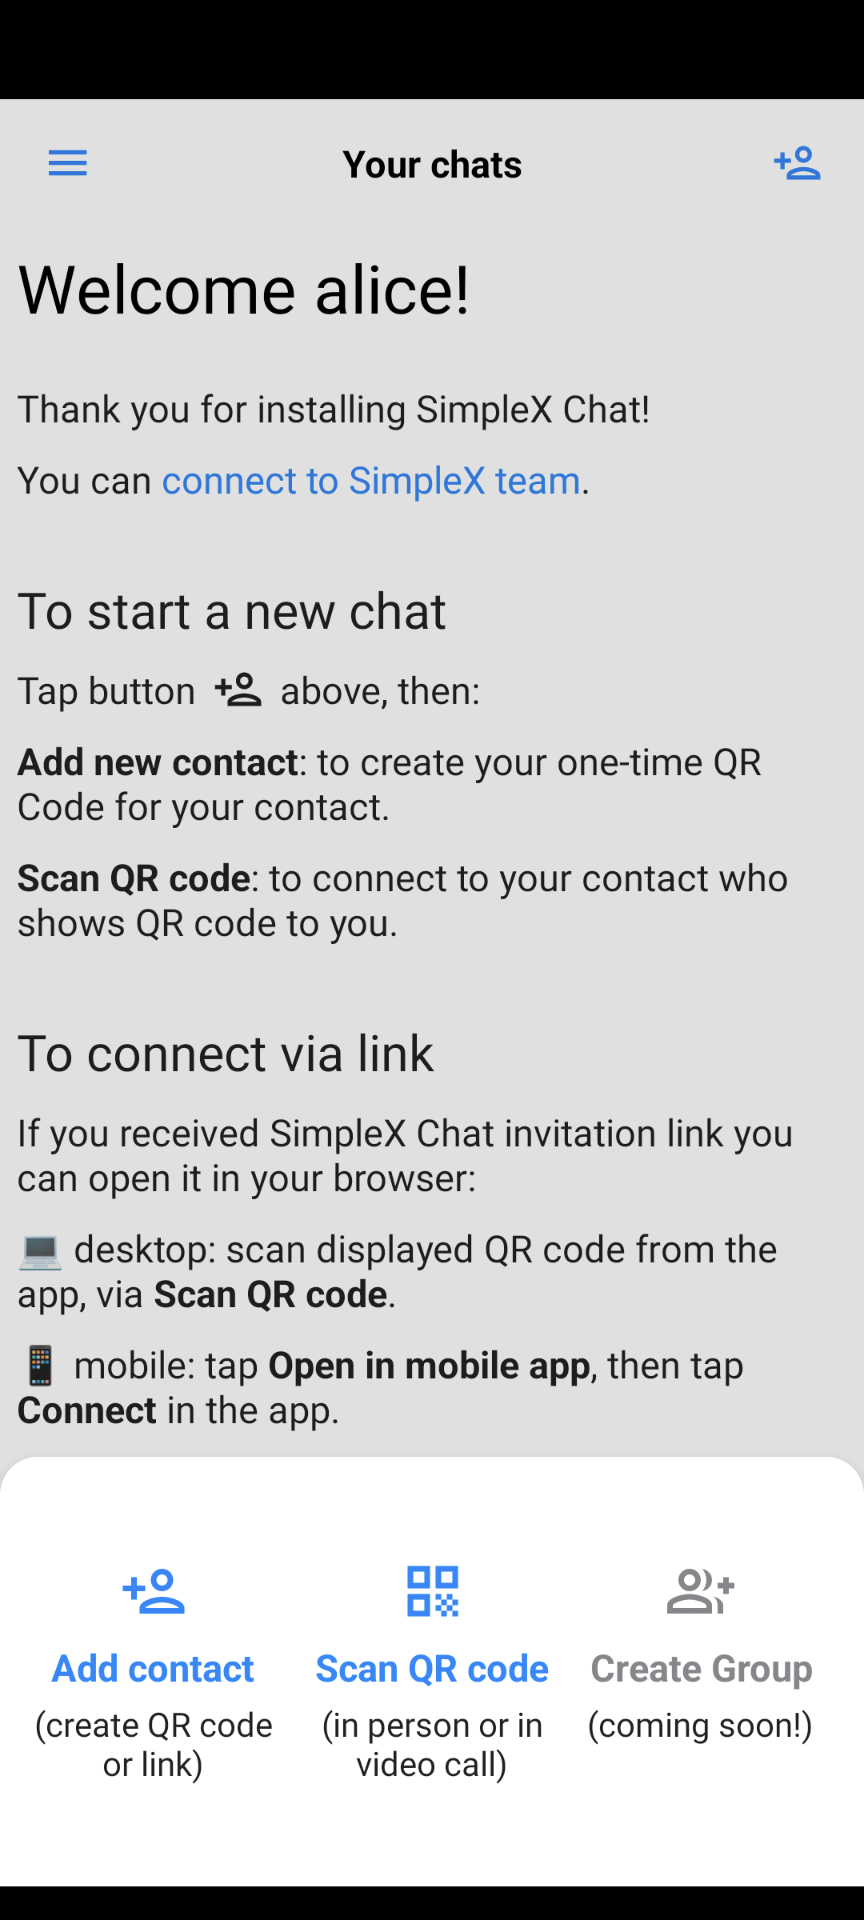 Your chats
Welcome alice!
Thank you for installing SimpleX Chat!
You can connect to SimpleX team.
To start a new chat
Tap button above, then:
Add new contact: to create your one-time QR
Code for your contact.
Scan QR code: to connect to your contact who
shows QR code to you.
To connect via link
If you received SimpleX Chat invitation link you
can open it in your browser:
💻 desktop: scan displayed QR code from the
app, via Scan QR code.
📱 mobile: tap Open in mobile app, then tap
Connect in the app.
Add contact
(create QR code
or link)
Scan QR code
(in person or in
video call)
Create Group
(coming soon!)